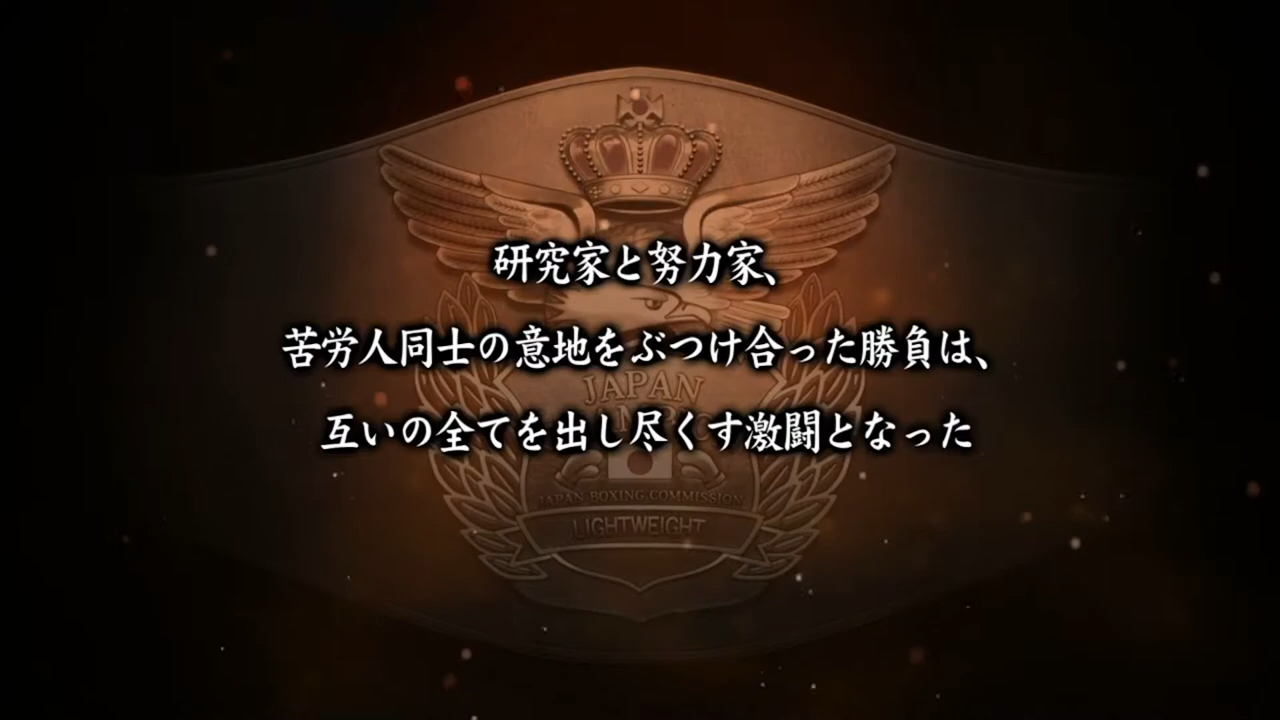 研究家と努力家、
苦労人同士の意地をぶつけ合った勝負は、
互いの全てを出し尽くす激闘となった
JAPAN
JAPAN BOXING COMMISSION
LIGHTWEIGHT